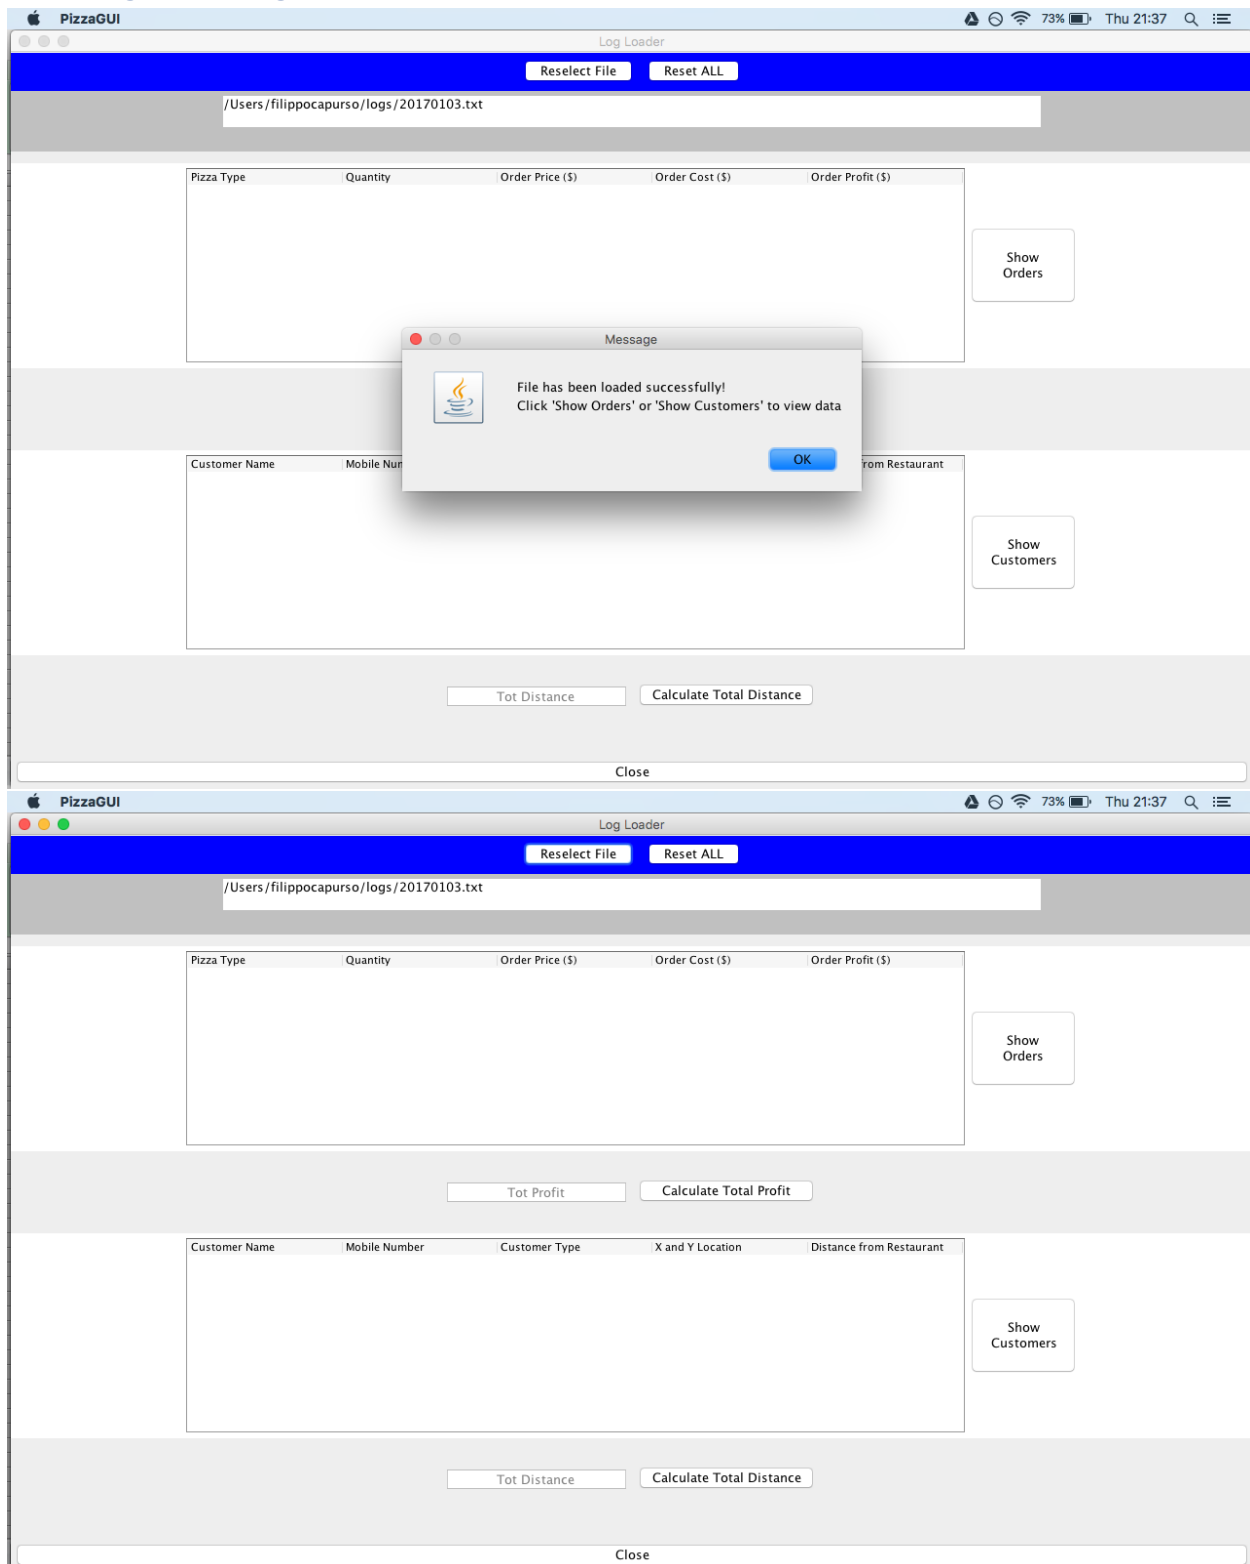 PizzaGUI 73% Thu 21:37
Log Loader
Reselect File Reset ALL
/Users/filippocapurso/logs/20170103.txt
Pizza Type Quantity Order Price ($) Order Cost ($) Order Profit ($)
Show
Orders
Message
File has been loaded successfully!
Click 'Show Orders' or 'Show Customers' to view data
OK
Customer Name Mobile Nun rom Restaurant
Show
Customers
Tot Distance Calculate Total Distance
Close
PizzaGUI 73% Thu 21:37
Log Loader
Reselect File Reset ALL
/Users/filippocapurso/logs/20170103.txt
Pizza Type Quantity Order Price ($) Order Cost ($) Order Profit ($)
Show
Orders
Tot Profit Calculate Total Profit
Customer Name Mobile Number Customer Type X and Y Location Distance from Restaurant
Show
Customers
Tot Distance Calculate Total Distance
Close